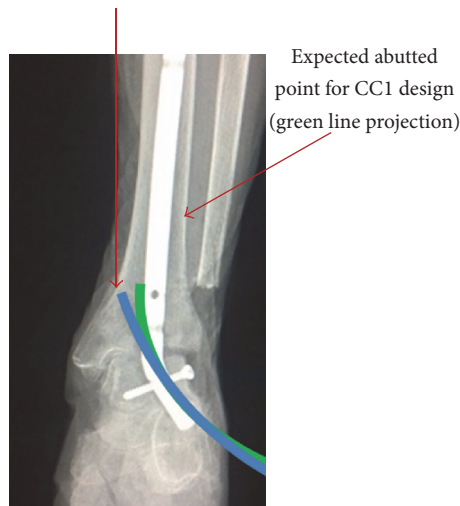 Expected abutted
point for CC1 design
(green line projection)